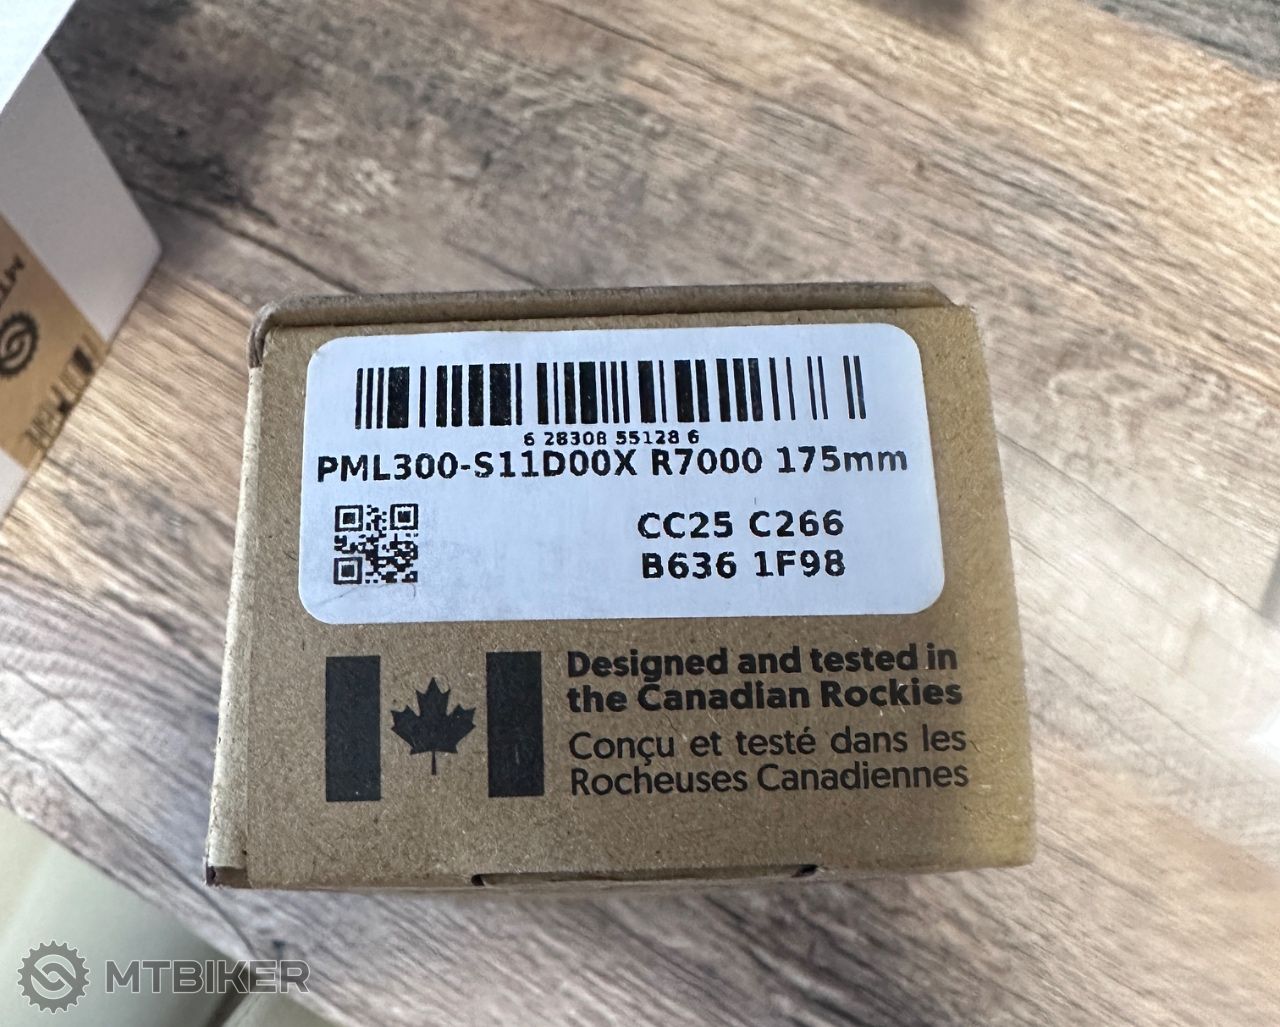 6 28308 55128 6
PML300-S11D00X R7000 175mm
CC25 C266
B636 1F98
Designed and tested in
the Canadian Rockies
Conçu et testé dans les
Rocheuses Canadiennes
MTBIKER